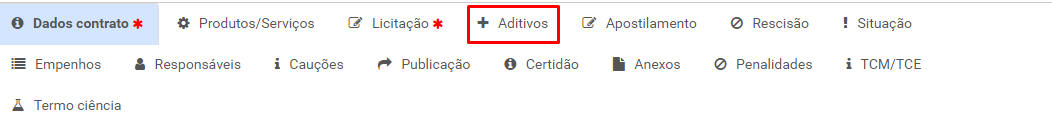 Dados contrato * Produtos/Serviços Licitação * Aditivos Apostilamento Rescisão Situação
Empenhos Responsáveis Cauções Publicação Certidão Anexos Penalidades TCM/TCE
Termo ciência